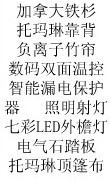 加拿大铁杉
托玛琳靠背
负离子竹帘
数码双面温控
智能漏电保护
器　　照明射灯
七彩LED外檐灯
电气石踏板
托玛琳顶篷布